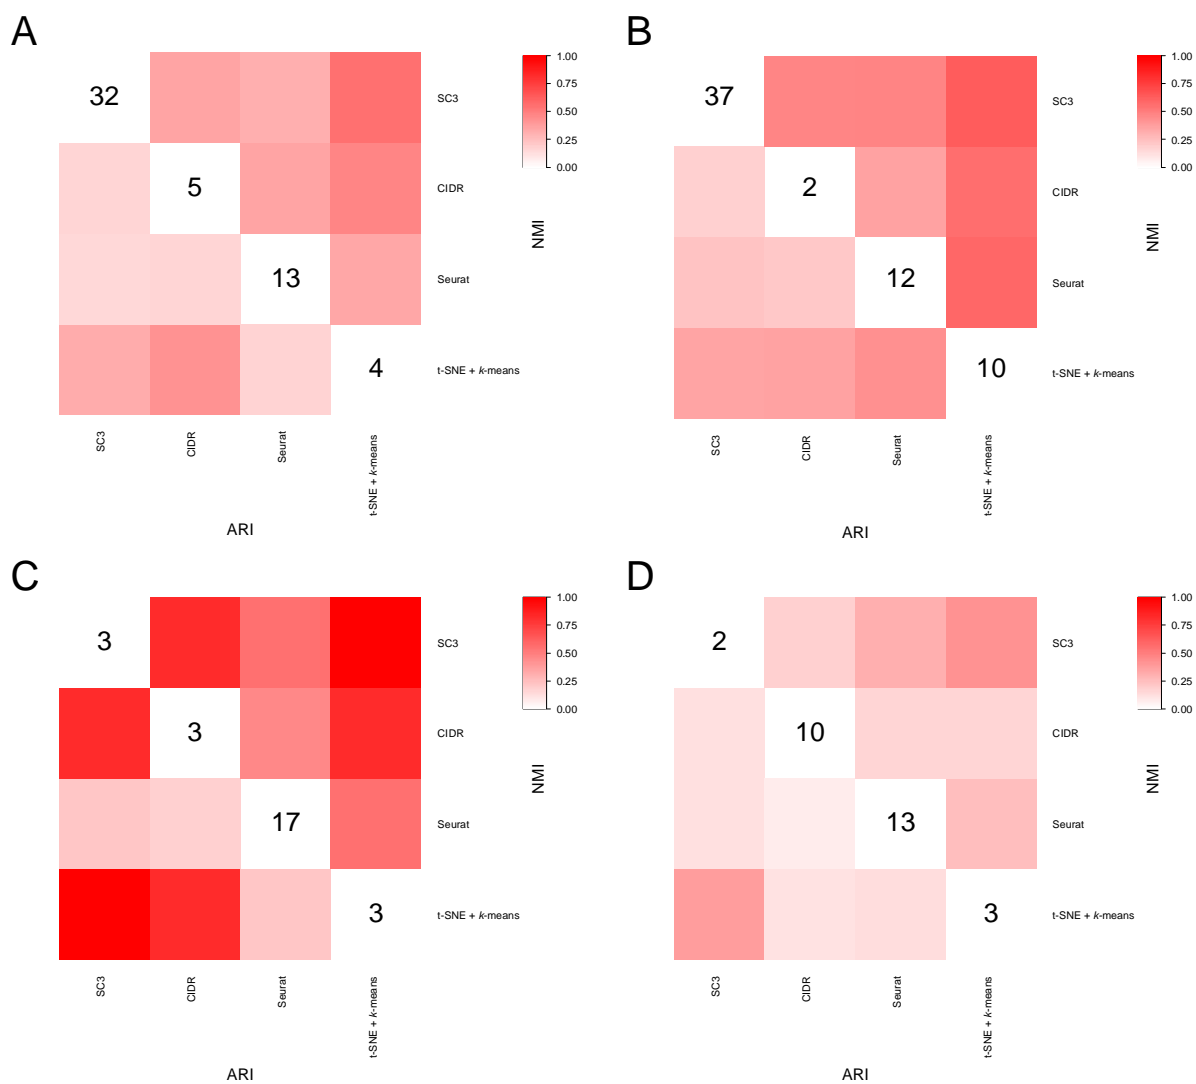 A
32
5
13
4
SC3
CIDR
Seurat
t-SNE + k-means
SC3
CIDR
Seurat
t-SNE + k-means
ARI
NMI
1.00
0.75
0.50
0.25
0.00
B
37
2
12
10
SC3
CIDR
Seurat
t-SNE + k-means
SC3
CIDR
Seurat
t-SNE + k-means
ARI
NMI
1.00
0.75
0.50
0.25
0.00
C
3
3
17
3
SC3
CIDR
Seurat
t-SNE + k-means
SC3
CIDR
Seurat
t-SNE + k-means
ARI
NMI
1.00
0.75
0.50
0.25
0.00
D
2
10
13
3
SC3
CIDR
Seurat
t-SNE + k-means
SC3
CIDR
Seurat
t-SNE + k-means
ARI
NMI
1.00
0.75
0.50
0.25
0.00